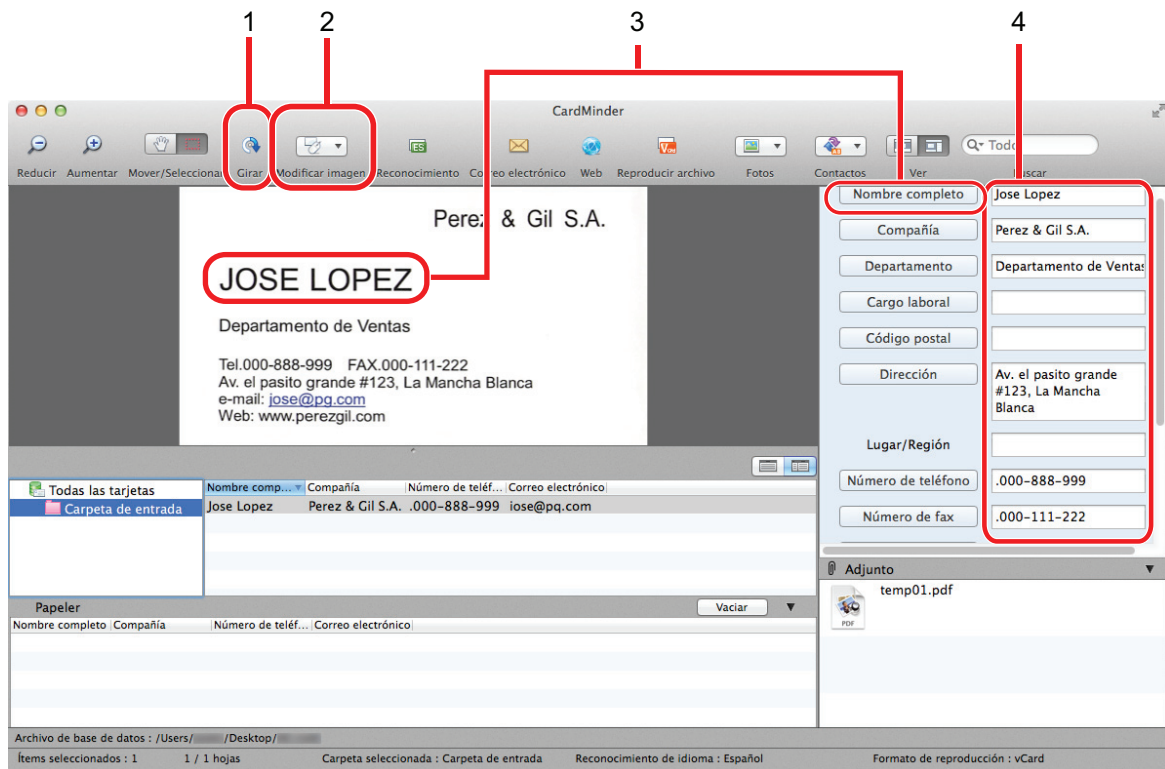 1 2 3 4
CardMinder
Todo
Reducir Aumentar Mover/Seleccionar Girar Modificar imagen Reconocimiento Correo electrónico Web Reproducir archivo Fotos Contactos Ver Buscar
Perez & Gil S.A.
JOSE LOPEZ
Departamento de Ventas
Tel.000-888-999 FAX.000-111-222
Av. el pasito grande #123, La Mancha Blanca
e-mail: jose@pg.com
Web: www.perezgil.com
Nombre completo Jose Lopez
Compañía Perez & Gil S.A.
Departamento Departamento de Ventas
Cargo laboral
Código postal
Dirección Av. el pasito grande
#123, La Mancha
Blanca
Lugar/Región
Número de teléfono .000-888-999
Número de fax .000-111-222
Todas las tarjetas
Carpeta de entrada
Nombre comp... Compañía Número de teléf... Correo electrónico
Jose Lopez Perez & Gil S.A. .000-888-999 iose@pq.com
Adjunto
temp01.pdf
PDF
Papeler Vaciar
Nombre completo Compañía Número de teléf... Correo electrónico
Archivo de base de datos : /Users/ /Desktop/
Ítems seleccionados : 1 1 / 1 hojas Carpeta seleccionada : Carpeta de entrada Reconocimiento de idioma : Español Formato de reproducción : vCard